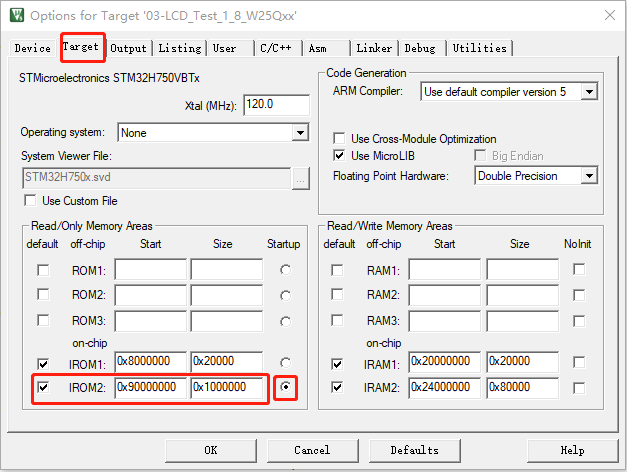 Options for Target '03-LCD_Test_1_8_W25Qxx'
Device Target Output Listing User C/C++ Asm Linker Debug Utilities
STMicroelectronics STM32H750VBTx
Xtal (MHz): 120.0
Operating system: None
System Viewer File:
STM32H750x.svd ...
Use Custom File
Code Generation
ARM Compiler: Use default compiler version 5
Use Cross-Module Optimization
Use MicroLIB Big Endian
Floating Point Hardware: Double Precision
Read/Only Memory Areas
default off-chip Start Size Startup
ROM1:
ROM2:
ROM3:
on-chip
IROM1: 0x8000000 0x20000
IROM2: 0x90000000 0x1000000
Read/Write Memory Areas
default off-chip Start Size NoInit
RAM1:
RAM2:
RAM3:
on-chip
IRAM1: 0x20000000 0x20000
IRAM2: 0x24000000 0x80000
OK Cancel Defaults Help